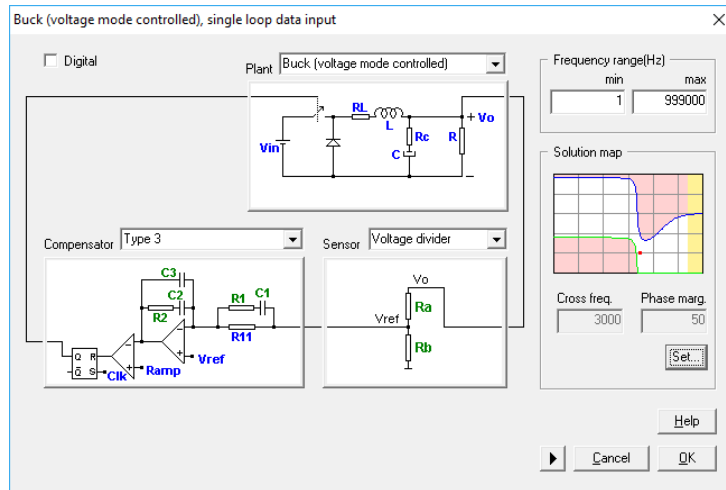 Buck (voltage mode controlled), single loop data input
Digital
Plant
Buck (voltage mode controlled)
RL
L
Vin
Rc
C
R
+ Vo
−
Frequency range(Hz)
min
max
1
999000
Solution map
Cross freq.
Phase marg.
3000
50
Set...
Compensator
Type 3
C3
C2
R2
R1
C1
R11
−
+
Vref
−
+
Ramp
Q
R
Q
S
Clk
Sensor
Voltage divider
Vo
Vref
Ra
Rb
Help
Cancel
OK